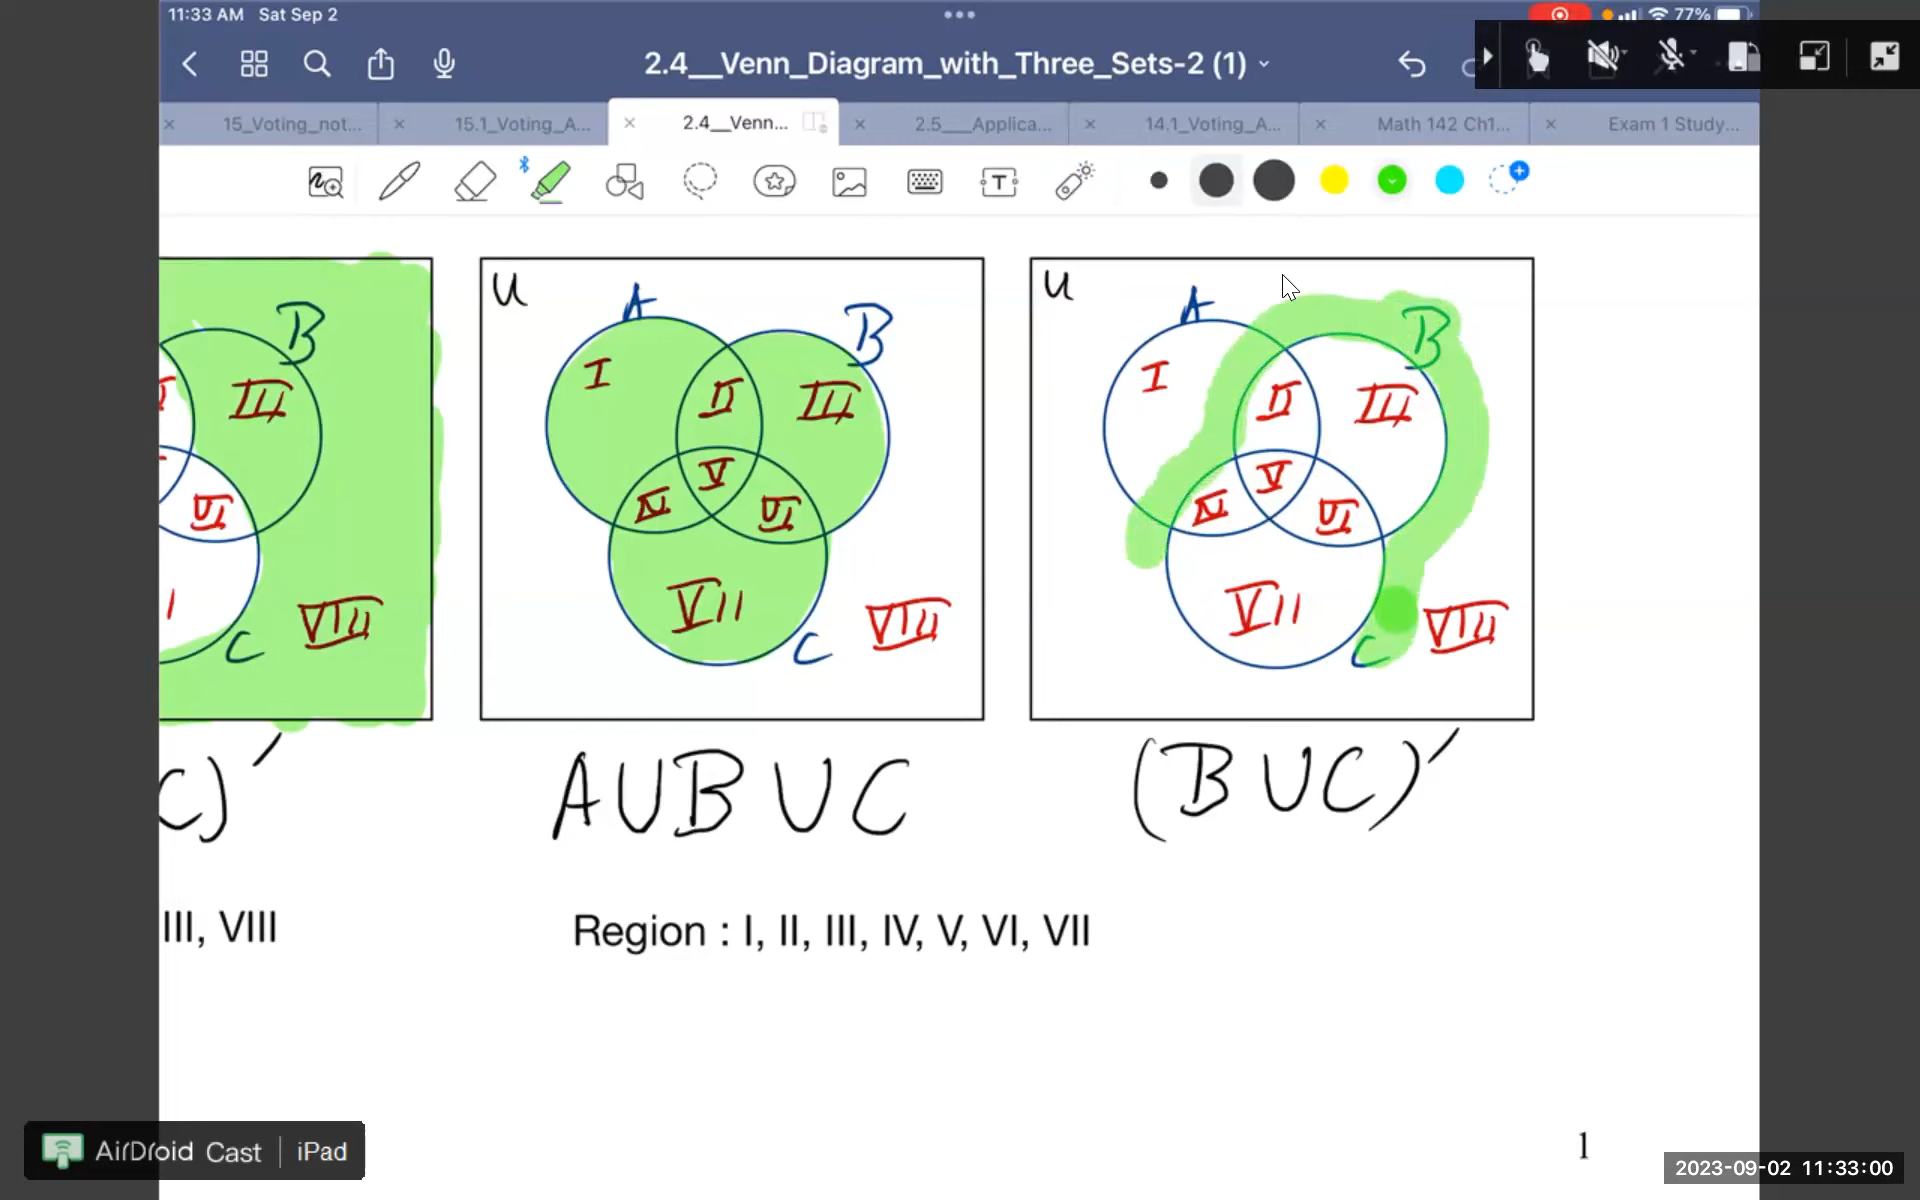 11:33 AM Sat Sep 2
77%
2.4__Venn_Diagram_with_Three_Sets-2 (1)
15_Voting_not...
15.1_Voting_A...
2.4__Venn...
2.5___Applica...
14.1_Voting_A...
Math 142 Ch1...
Exam 1 Study...
T
B
III
VI
VIII
C
U
A
B
I
II
III
IV
V
VI
VII
VIII
C
U
A
B
I
II
III
IV
V
VI
VII
VIII
C
C)′
A∪B∪C
(B∪C)′
III, VIII
Region : I, II, III, IV, V, VI, VII
1
AirDroid Cast | iPad
2023-09-02 11:33:00